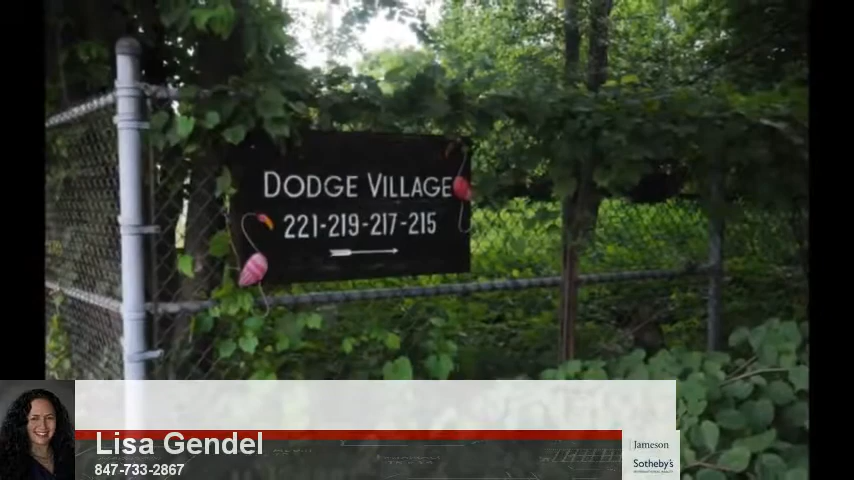 DODGE VILLAGE
221-219-217-215
Lisa Gendel
847-733-2867
Jameson
Sotheby's